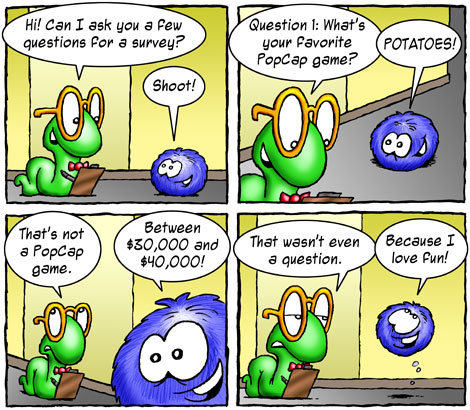 Hi! Can I ask you a few
questions for a survey?
Shoot!
Question 1: What's
your favorite
PopCap game?
POTATOES!
That's not
a PopCap
game.
Between
$30,000 and
$40,000!
That wasn't even
a question.
Because I
love fun!